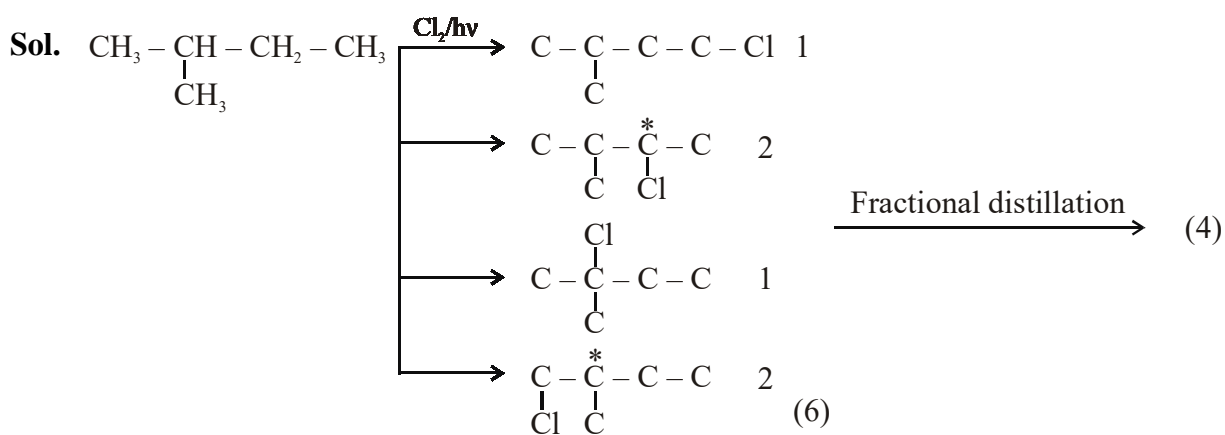 Sol. CH₃ – CH – CH₂ – CH₃
CH₃
Cl₂/hν
C – C – C – C – Cl 1
C
*
C – C – C – C 2
C Cl
Cl
C – C – C – C 1
C
*
C – C – C – C 2
Cl C
(6)
Fractional distillation
(4)